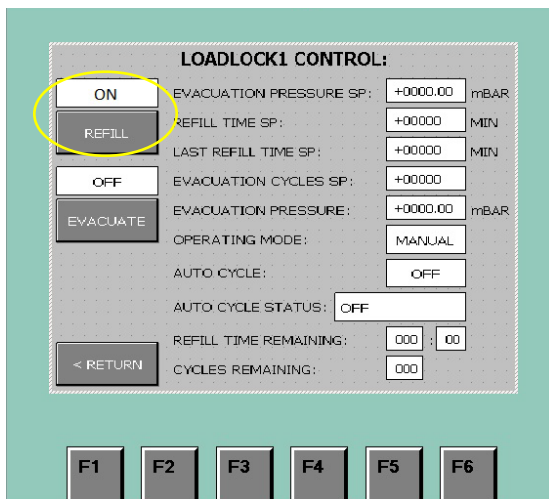 LOADLOCK1 CONTROL:
ON EVACUATION PRESSURE SP: +0000.00 mBAR
REFILL REFILL TIME SP: +00000 MIN
LAST REFILL TIME SP: +00000 MIN
OFF EVACUATION CYCLES SP: +00000
EVACUATE EVACUATION PRESSURE: +0000.00 mBAR
OPERATING MODE: MANUAL
AUTO CYCLE: OFF
AUTO CYCLE STATUS: OFF
REFILL TIME REMAINING: 000 : 00
< RETURN CYCLES REMAINING: 000
F1 F2 F3 F4 F5 F6